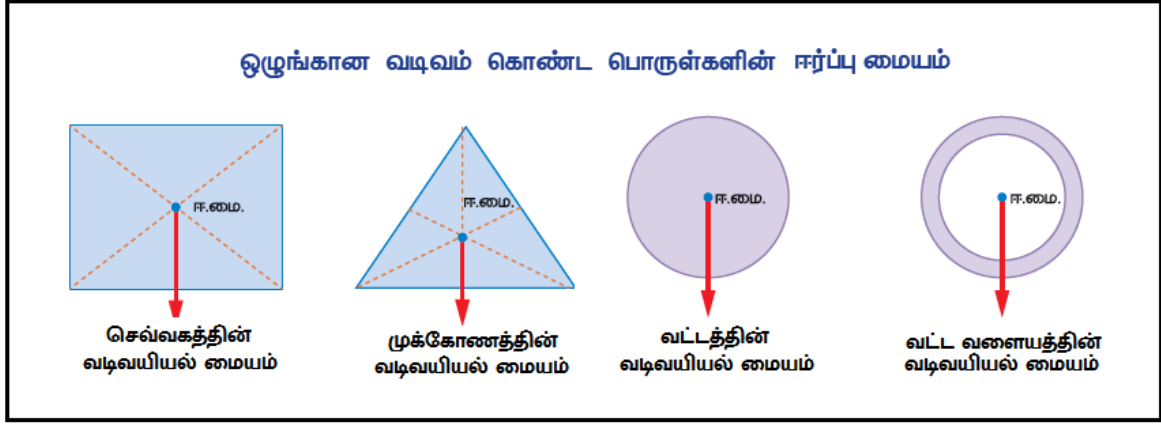 ஒழுங்கான வடிவம் கொண்ட பொருள்களின் ஈர்ப்பு மையம்
ஈ.மை.
ஈ.மை.
ஈ.மை.
ஈ.மை.
செவ்வகத்தின்
வடிவயியல் மையம்
முக்கோணத்தின்
வடிவயியல் மையம்
வட்டத்தின்
வடிவயியல் மையம்
வட்ட வளையத்தின்
வடிவயியல் மையம்